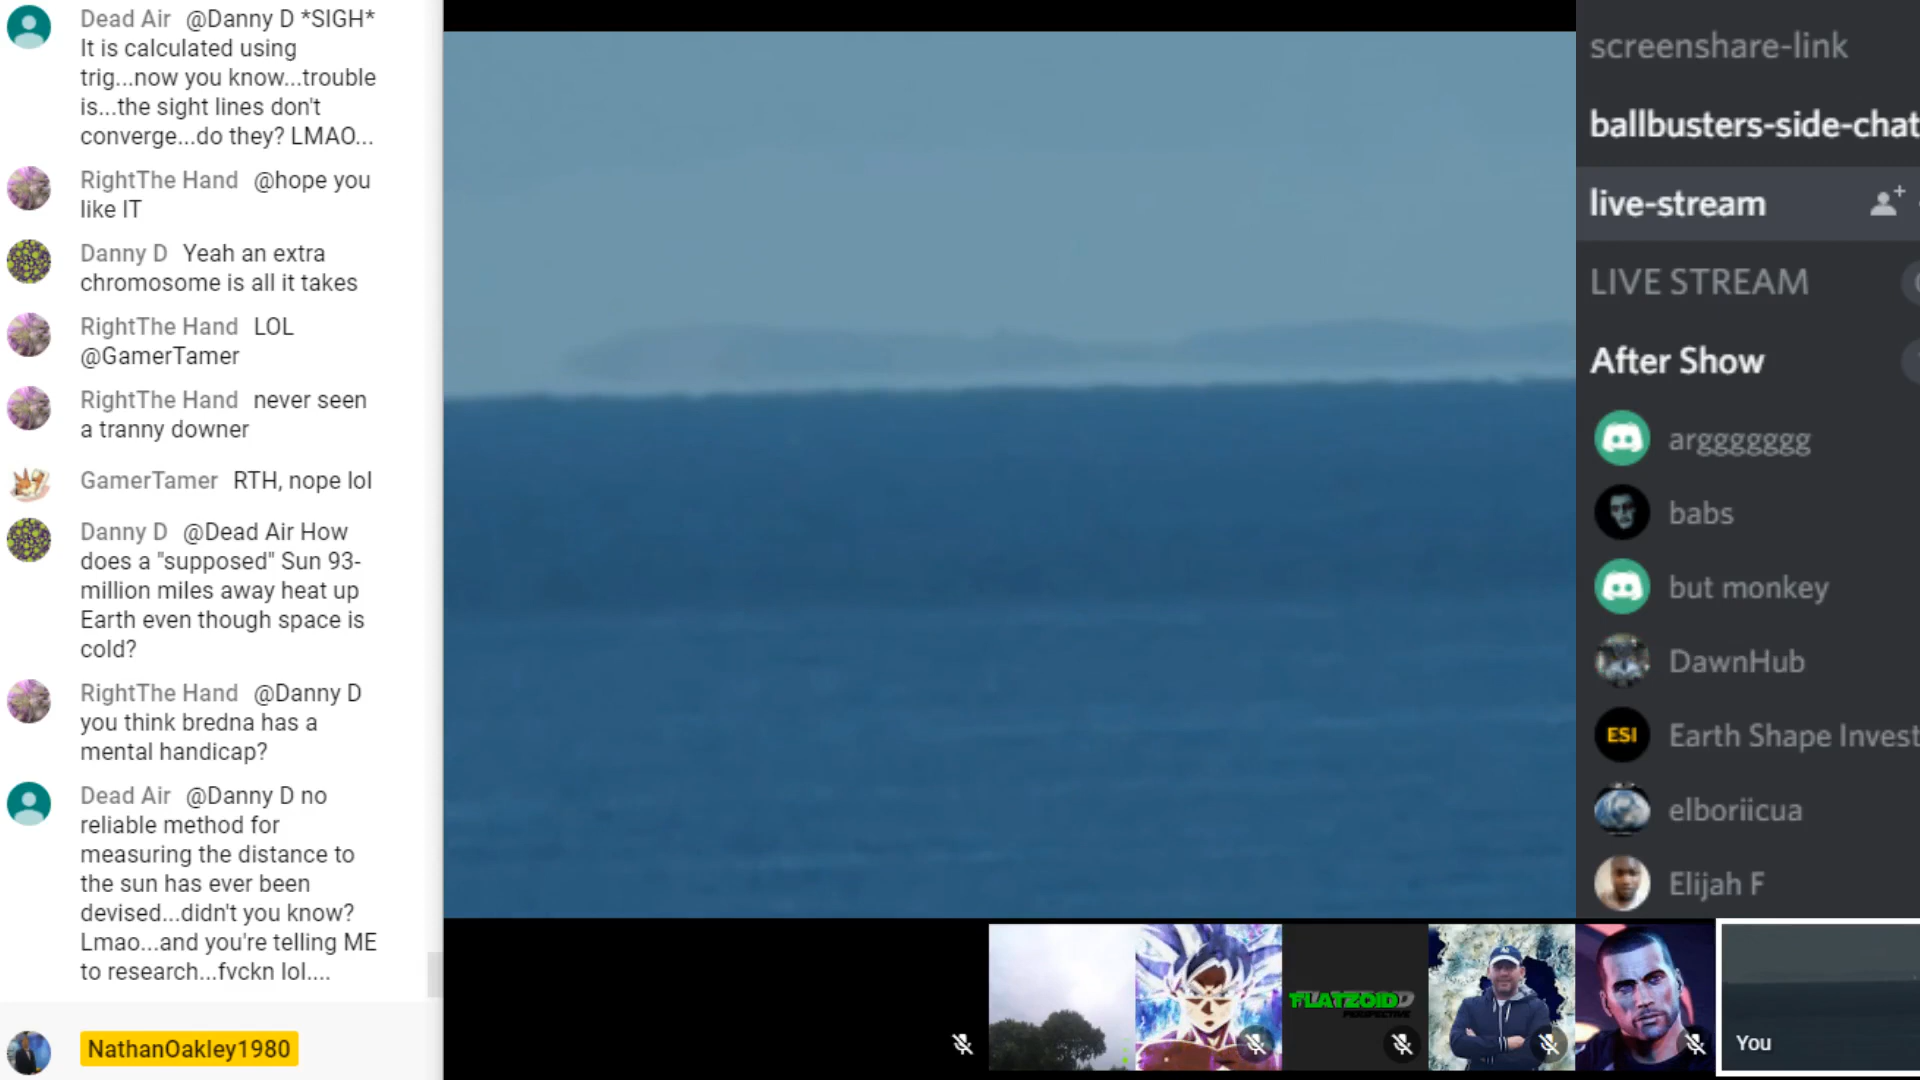 Dead Air @Danny D *SIGH*
It is calculated using
trig...now you know...trouble
is...the sight lines don't
converge...do they? LMAO...
RightThe Hand @hope you
like IT
Danny D Yeah an extra
chromosome is all it takes
RightThe Hand LOL
@GamerTamer
RightThe Hand never seen
a tranny downer
GamerTamer RTH, nope lol
Danny D @Dead Air How
does a "supposed" Sun 93-
million miles away heat up
Earth even though space is
cold?
RightThe Hand @Danny D
you think bredna has a
mental handicap?
Dead Air @Danny D no
reliable method for
measuring the distance to
the sun has ever been
devised...didn't you know?
Lmao...and you're telling ME
to research...fvckn lol....
NathanOakley1980
screenshare-link
ballbusters-side-chat
live-stream
LIVE STREAM
After Show
arggggggg
babs
but monkey
DawnHub
ESI
Earth Shape Invest
elboriicua
Elijah F
FLATZOID
PERSPECTIVE
You